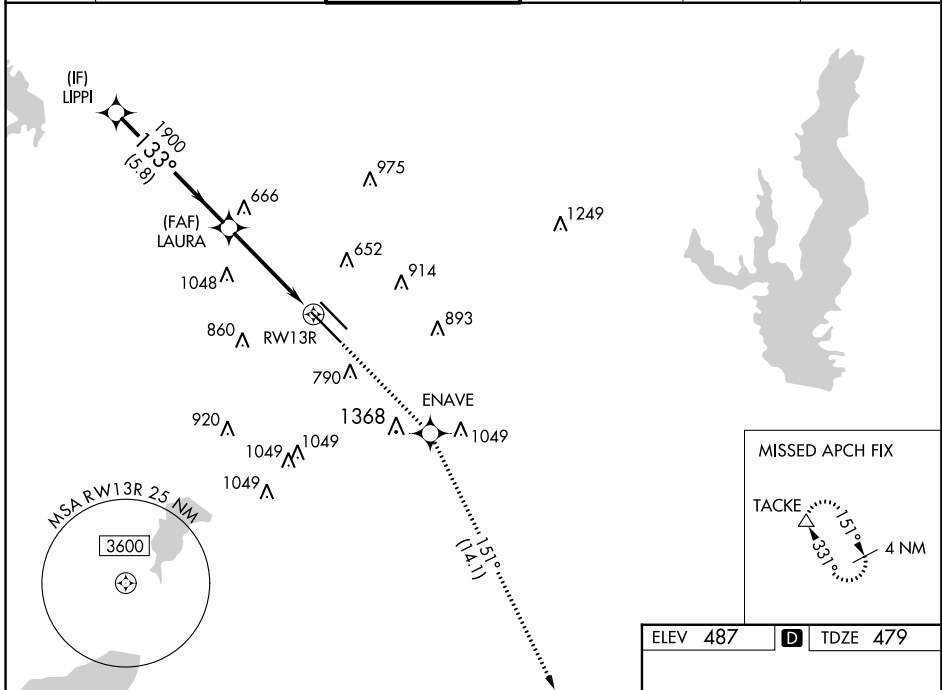 (IF)
LIPPI
1900
133°
(5.8)
975
666
1249
(FAF)
LAURA
652
1048
914
893
860
RW13R
790
ENAVE
1368
920
1049
1049
1049
1049
MISSED APCH FIX
TACKE
151°
331°
4 NM
MSA RW13R 25 NM
3600
151°
(14.1)
ELEV 487 D TDZE 479